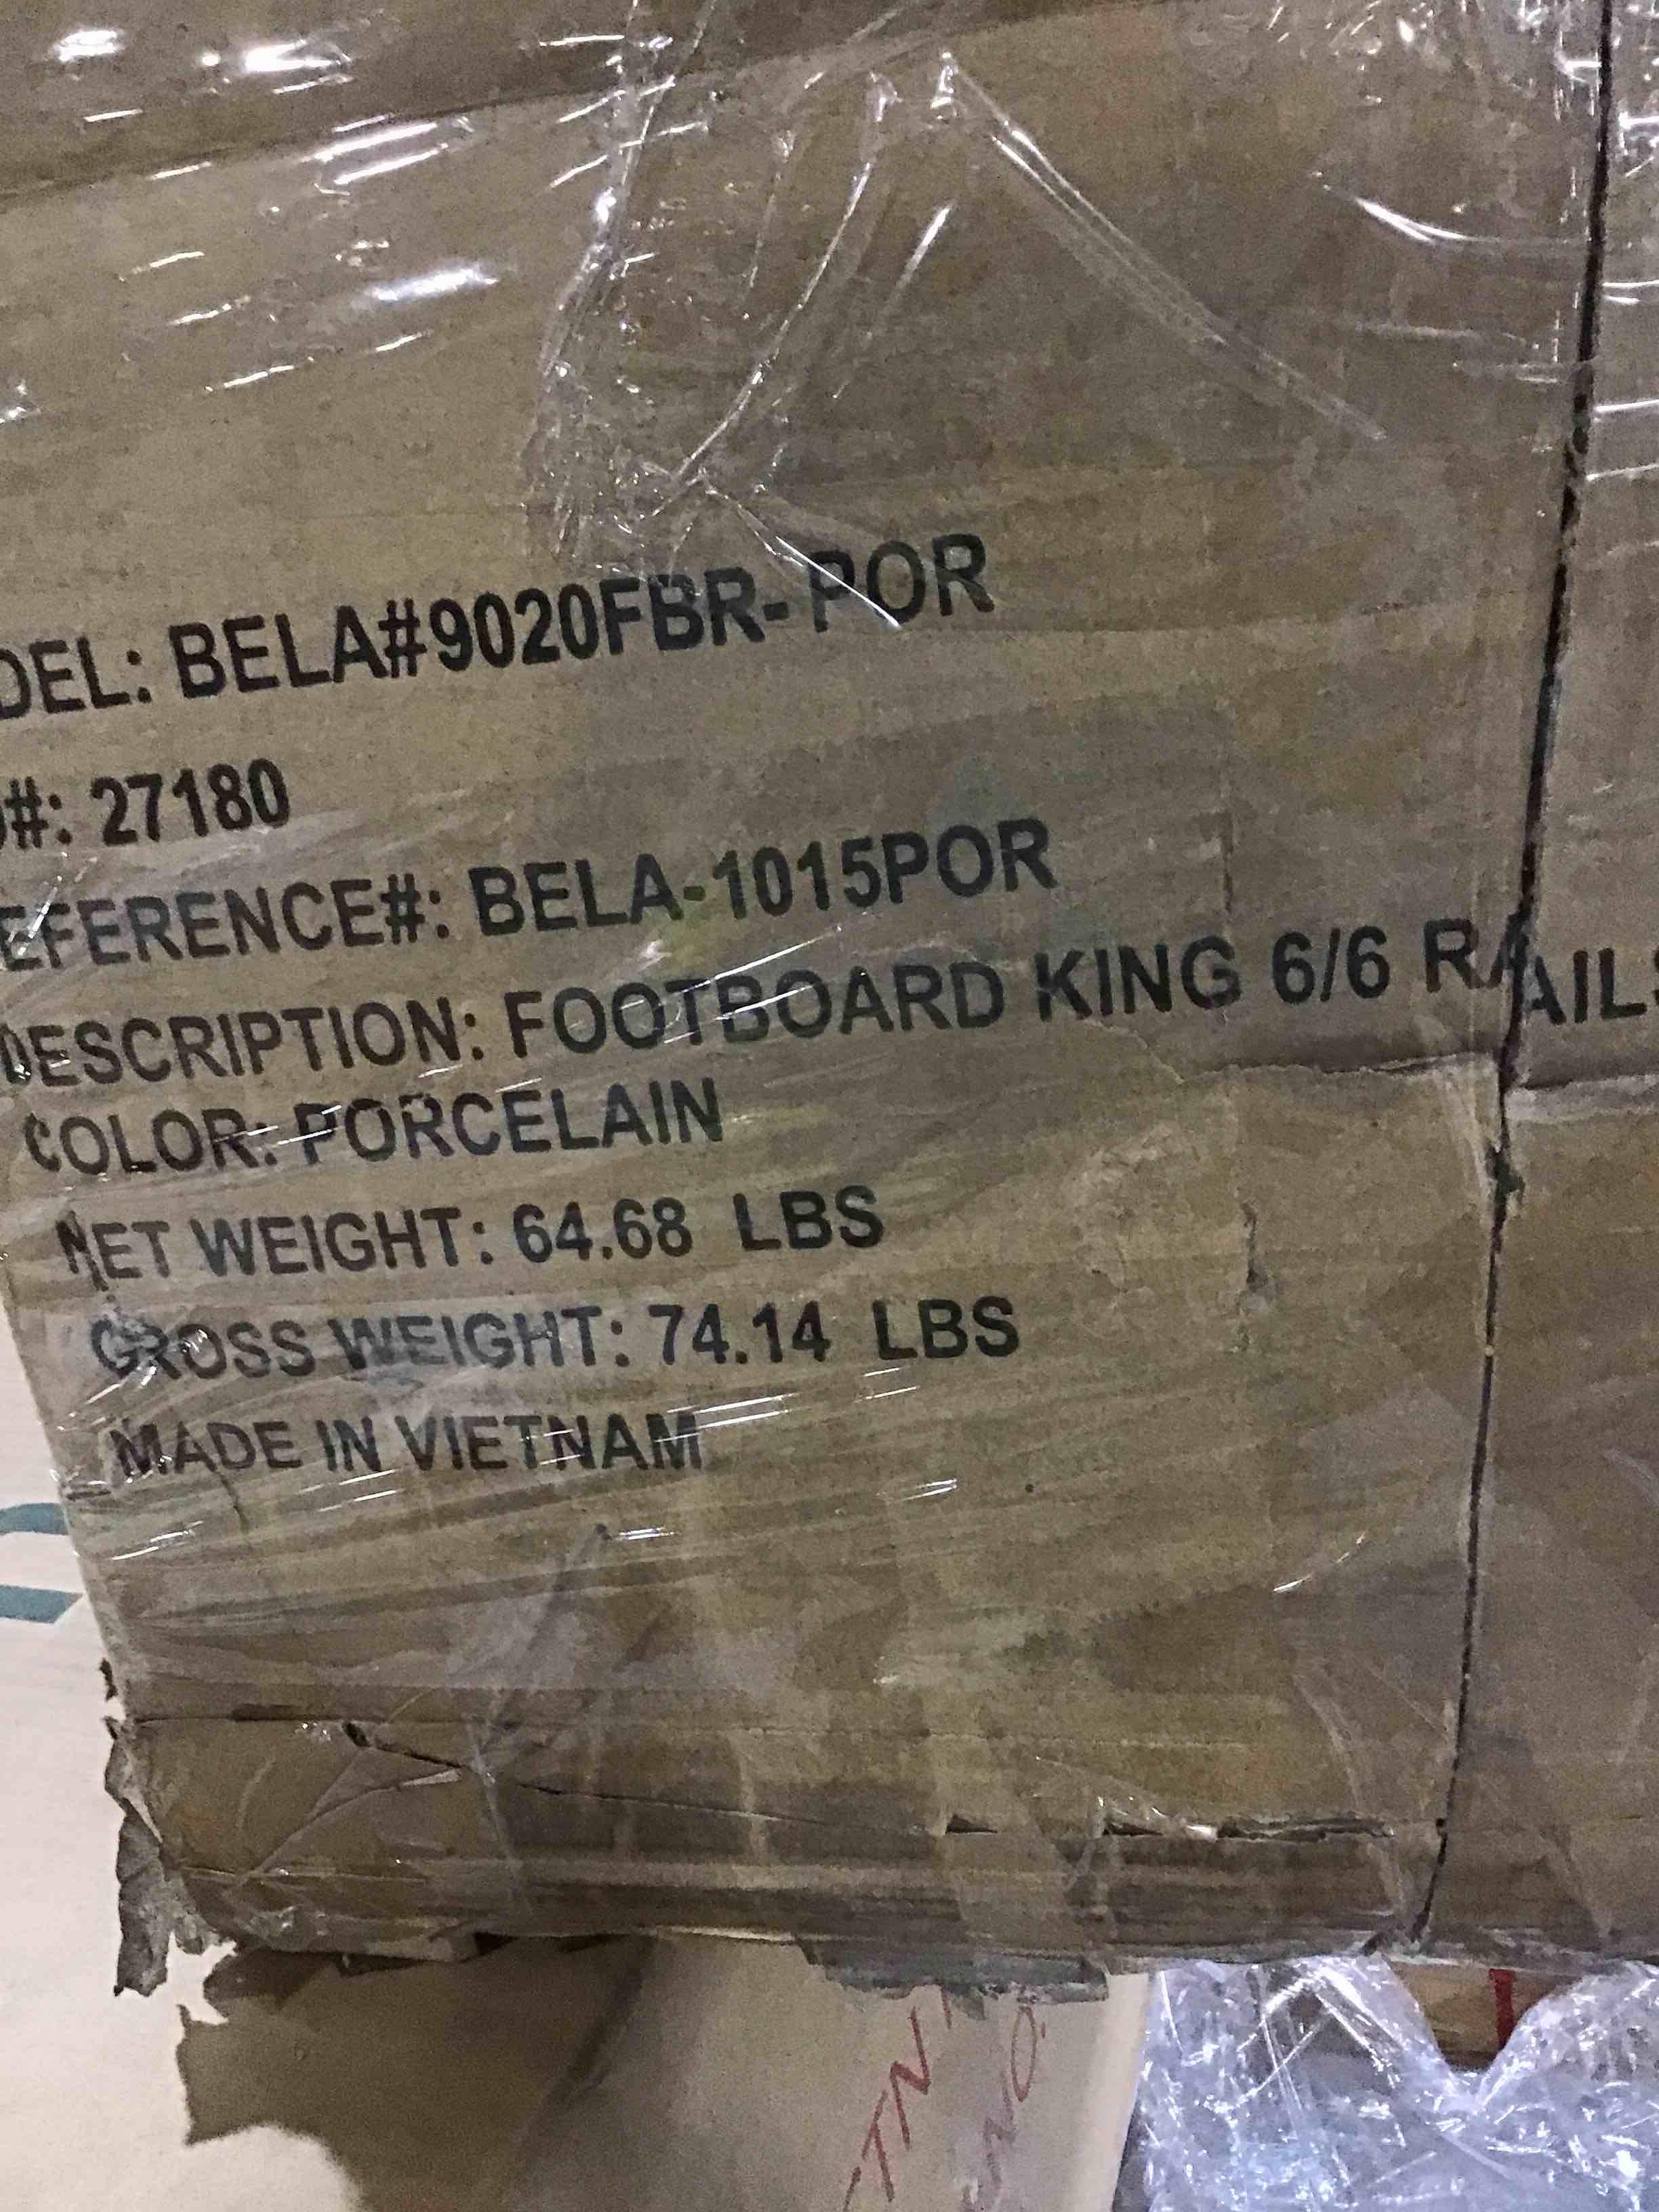 DEL: BELA#9020FBR-POR
#: 27180
EFERENCE#: BELA-1015POR
DESCRIPTION: FOOTBOARD KING 6/6 RAILS
COLOR: PORCELAIN
NET WEIGHT: 64.68 LBS
GROSS WEIGHT: 74.14 LBS
MADE IN VIETNAM